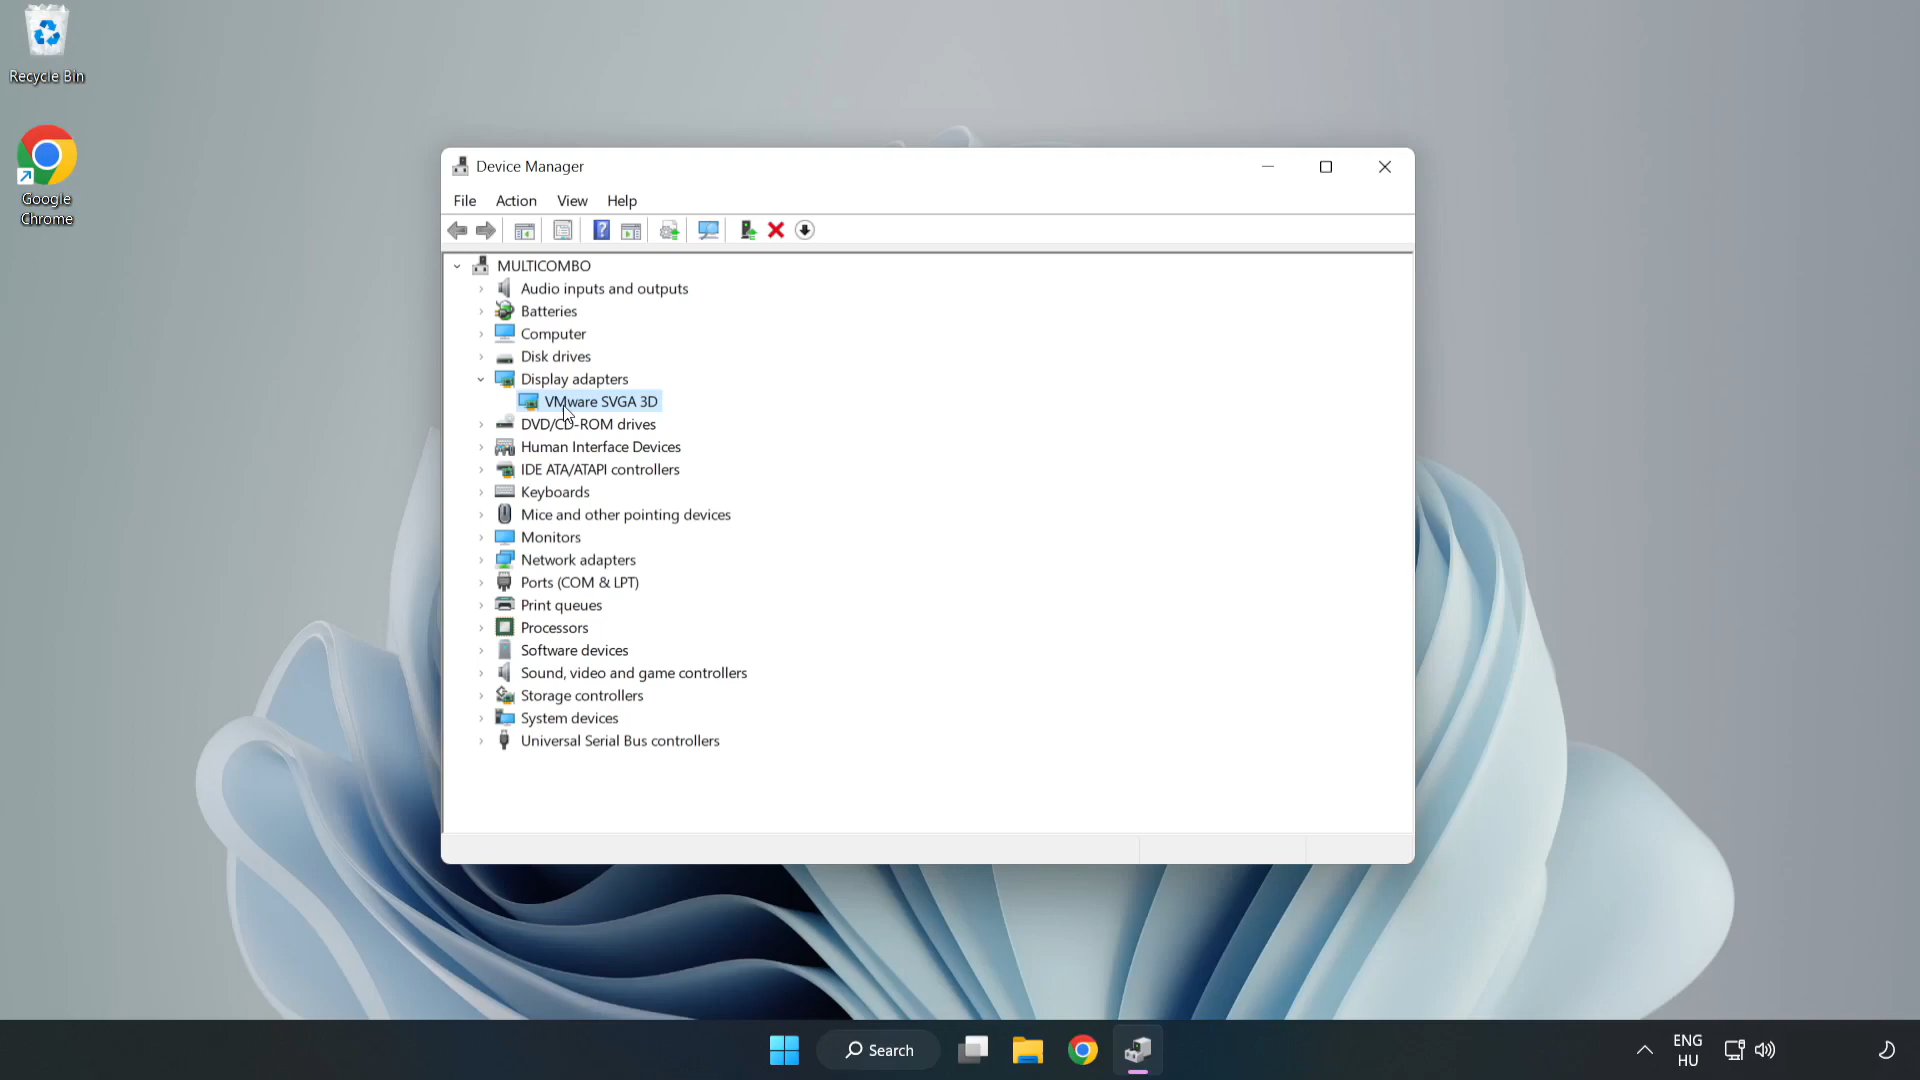 Recycle Bin
Google
Chrome
Device Manager
File Action View Help
MULTICOMBO
Audio inputs and outputs
Batteries
Computer
Disk drives
Display adapters
VMware SVGA 3D
DVD/CD-ROM drives
Human Interface Devices
IDE ATA/ATAPI controllers
Keyboards
Mice and other pointing devices
Monitors
Network adapters
Ports (COM & LPT)
Print queues
Processors
Software devices
Sound, video and game controllers
Storage controllers
System devices
Universal Serial Bus controllers
Search
ENG
HU